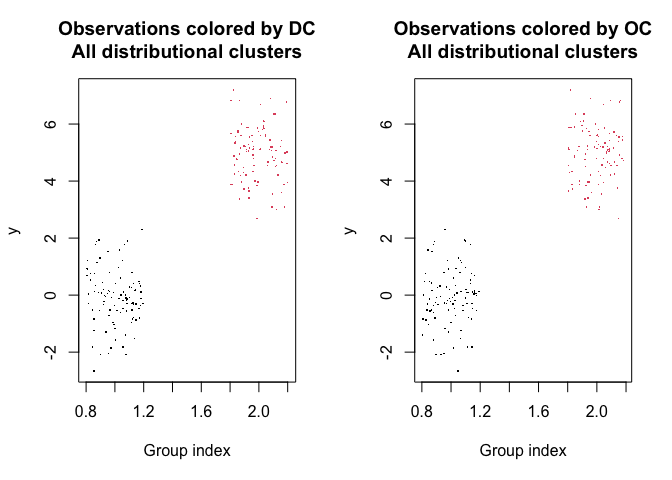 Observations colored by DC
All distributional clusters
y
6
4
2
0
-2
0.8
1.2
1.6
2.0
Group index
Observations colored by OC
All distributional clusters
y
6
4
2
0
-2
0.8
1.2
1.6
2.0
Group index